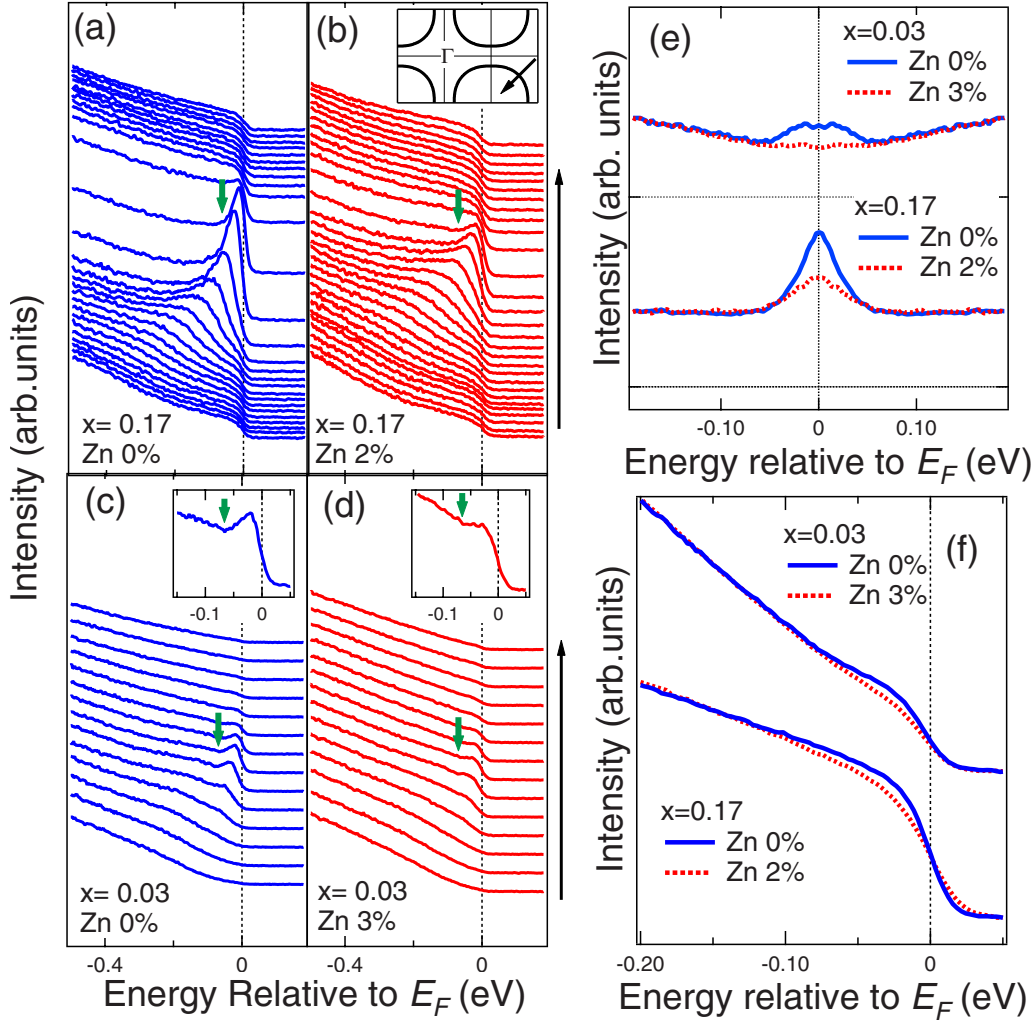 (a)
x= 0.17
Zn 0%
(b)
Γ
x= 0.17
Zn 2%
(c)
-0.1
0
x= 0.03
Zn 0%
(d)
-0.1
0
x= 0.03
Zn 3%
-0.4
0
-0.4
0
Intensity (arb.units)
Energy Relative to E_F (eV)
(e)
x=0.03
Zn 0%
Zn 3%
x=0.17
Zn 0%
Zn 2%
-0.10
0
0.10
Intensity (arb. units)
Energy relative to E_F (eV)
(f)
x=0.03
Zn 0%
Zn 3%
x=0.17
Zn 0%
Zn 2%
-0.20
-0.10
0
Intensity (arb.units)
Energy relative to E_F (eV)